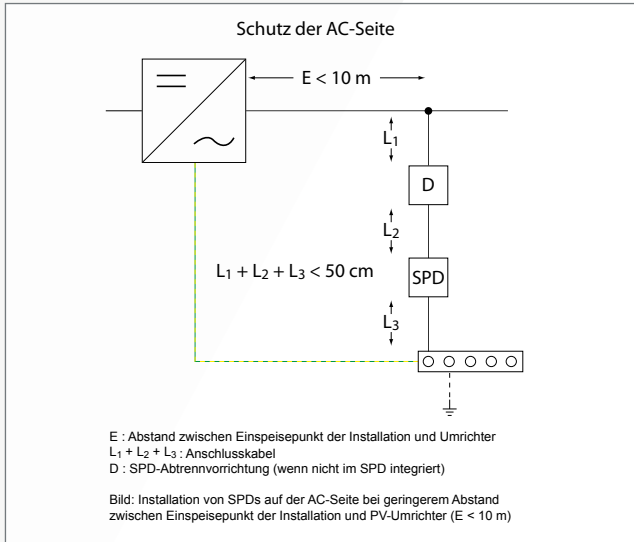 Schutz der AC-Seite
E < 10 m
L₁
D
L₂
L₁ + L₂ + L₃ < 50 cm
SPD
L₃
E : Abstand zwischen Einspeisepunkt der Installation und Umrichter
L₁ + L₂ + L₃ : Anschlusskabel
D : SPD-Abtrennvorrichtung (wenn nicht im SPD integriert)
Bild: Installation von SPDs auf der AC-Seite bei geringerem Abstand
zwischen Einspeisepunkt der Installation und PV-Umrichter (E < 10 m)